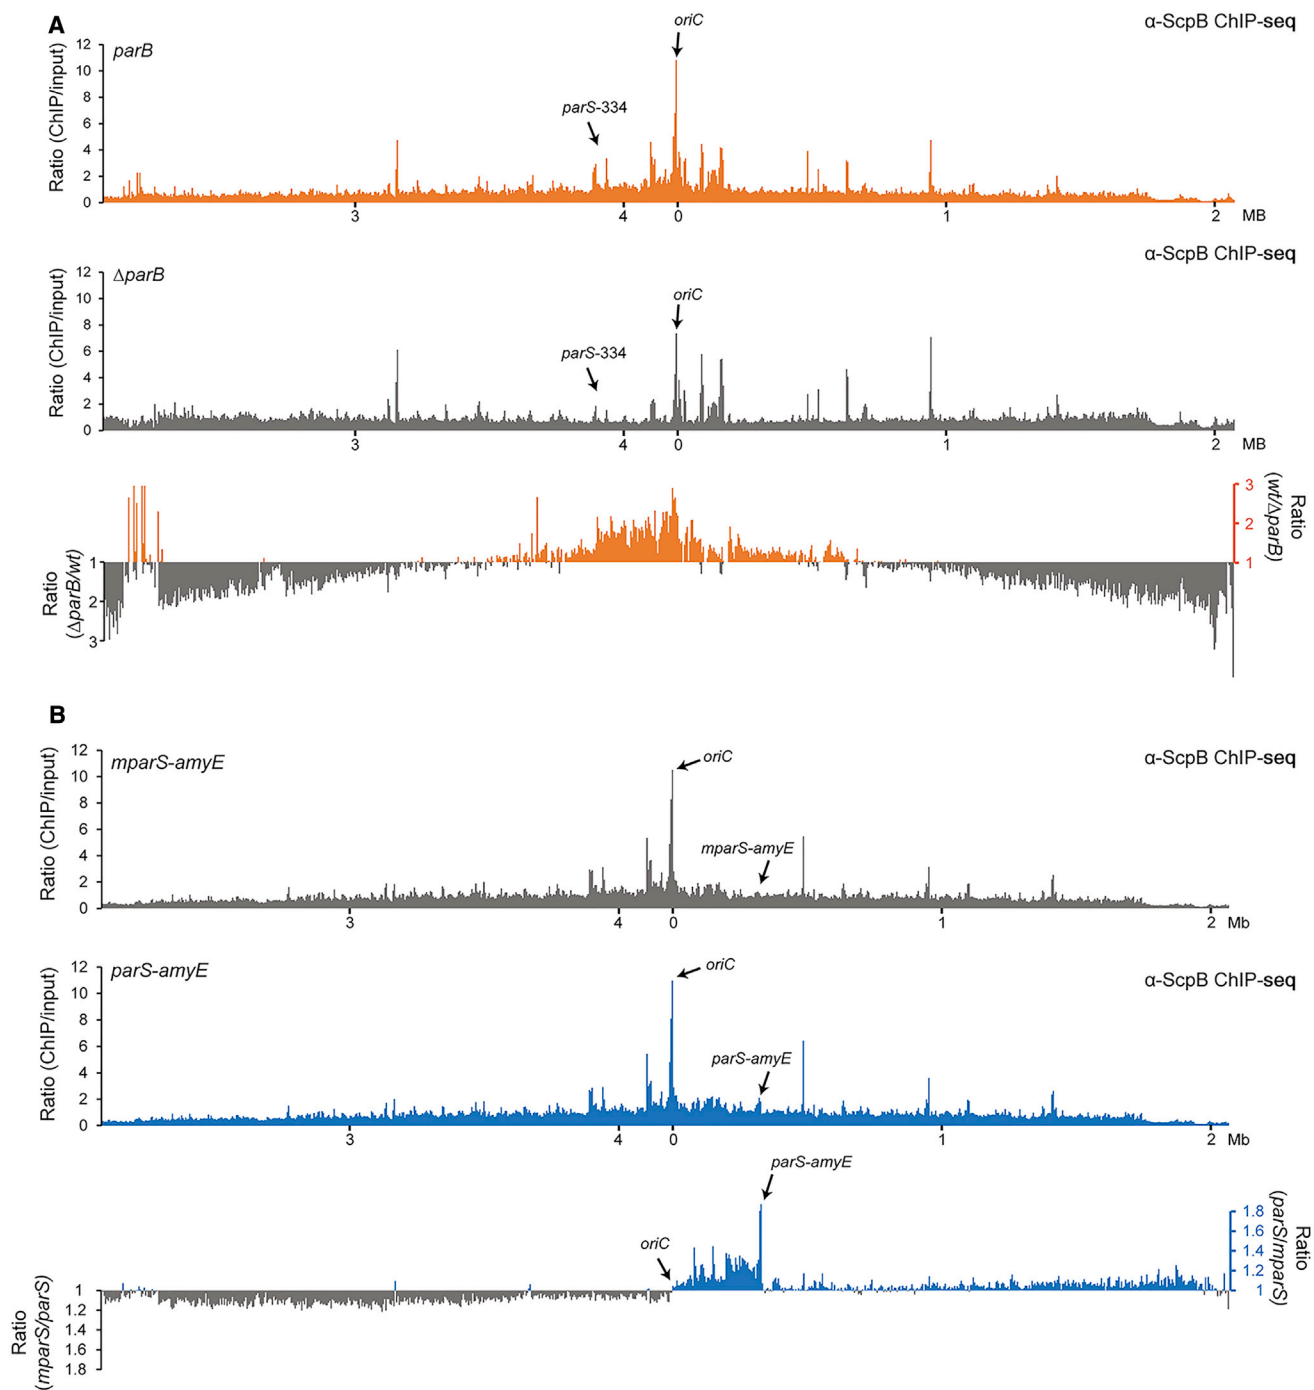 A
α-ScpB ChIP-seq
parB
oriC
parS-334
Ratio (ChIP/input)
12
10
8
6
4
2
0
3
4
0
1
2
MB
α-ScpB ChIP-seq
ΔparB
oriC
parS-334
Ratio (ChIP/input)
12
10
8
6
4
2
0
3
4
0
1
2
MB
Ratio
(ΔparB/wt)
1
2
3
3
2
1
Ratio
(wt/ΔparB)
B
mparS-amyE
oriC
α-ScpB ChIP-seq
mparS-amyE
Ratio (ChIP/input)
12
10
8
6
4
2
0
3
4
0
1
2
Mb
parS-amyE
oriC
α-ScpB ChIP-seq
parS-amyE
Ratio (ChIP/input)
12
10
8
6
4
2
0
3
4
0
1
2
Mb
parS-amyE
oriC
Ratio
(mparS/parS)
1
1.2
1.4
1.6
1.8
1.8
1.6
1.4
1.2
1
Ratio
(parS/mparS)